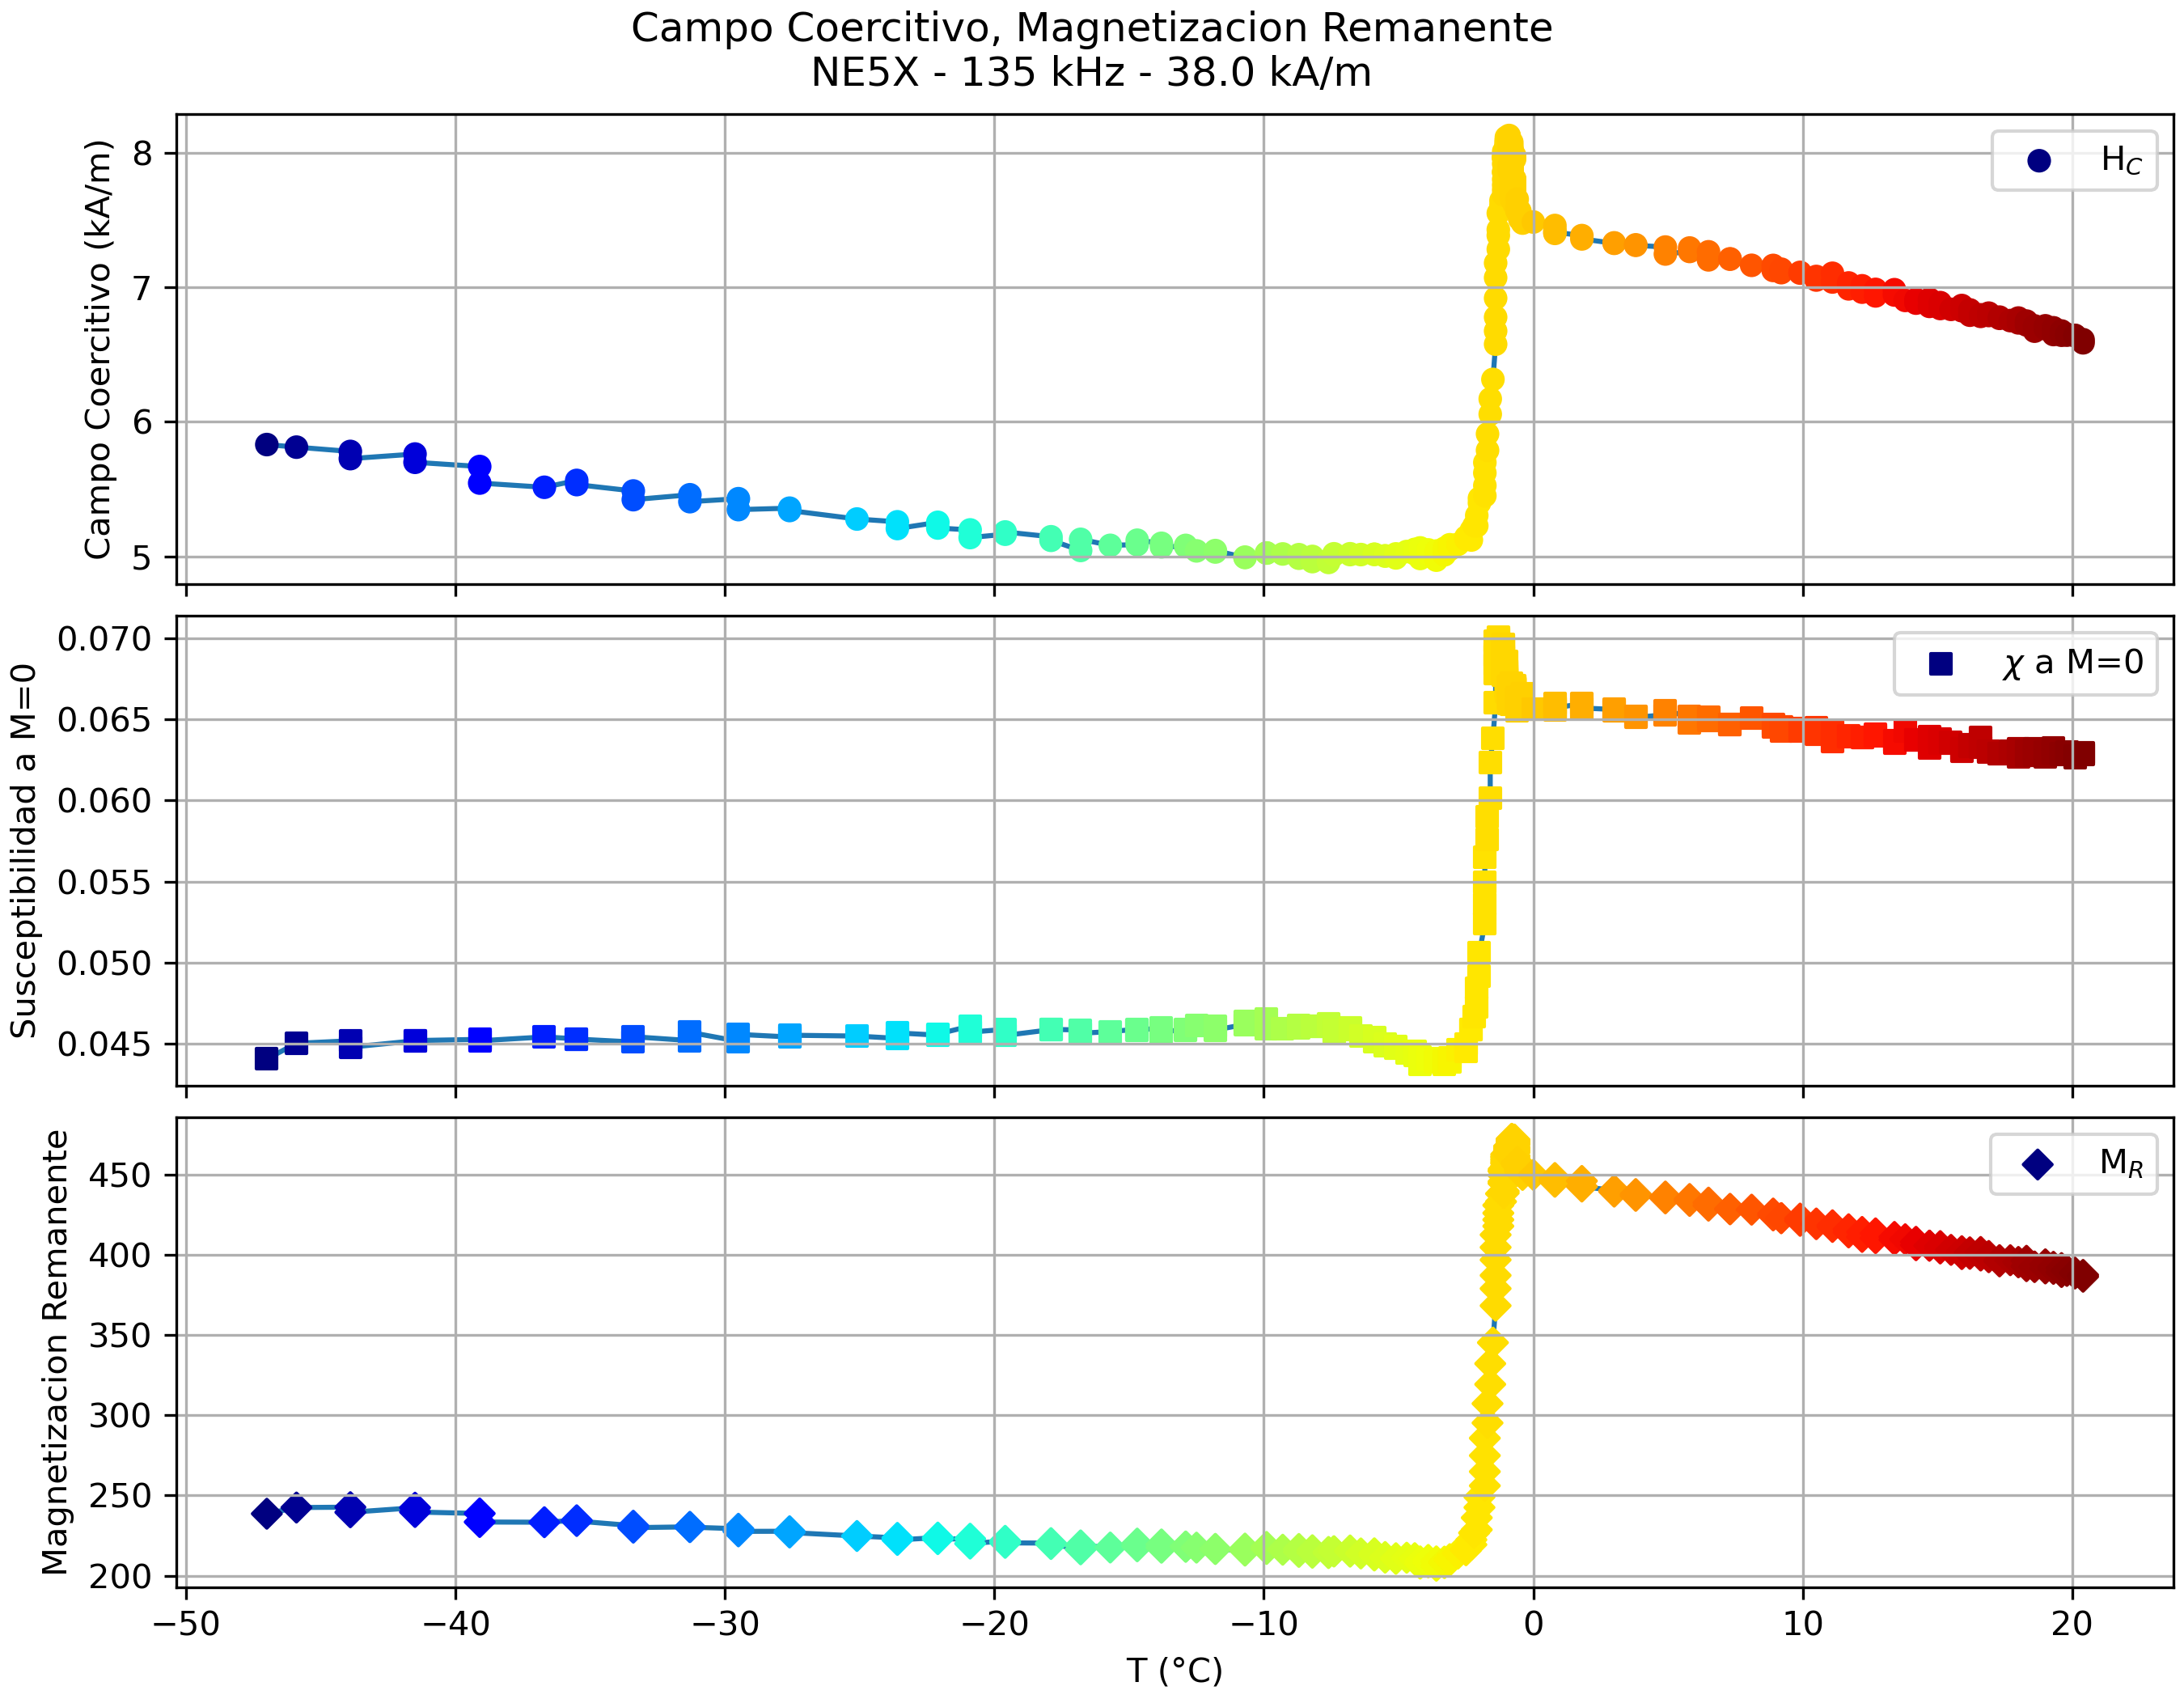 Campo Coercitivo, Magnetizacion Remanente
NE5X - 135 kHz - 38.0 kA/m
Campo Coercitivo (kA/m)
8
7
6
5
H_C
Susceptibilidad a M=0
0.070
0.065
0.060
0.055
0.050
0.045
χ a M=0
Magnetizacion Remanente
450
400
350
300
250
200
M_R
−50 −40 −30 −20 −10 0 10 20
T (°C)